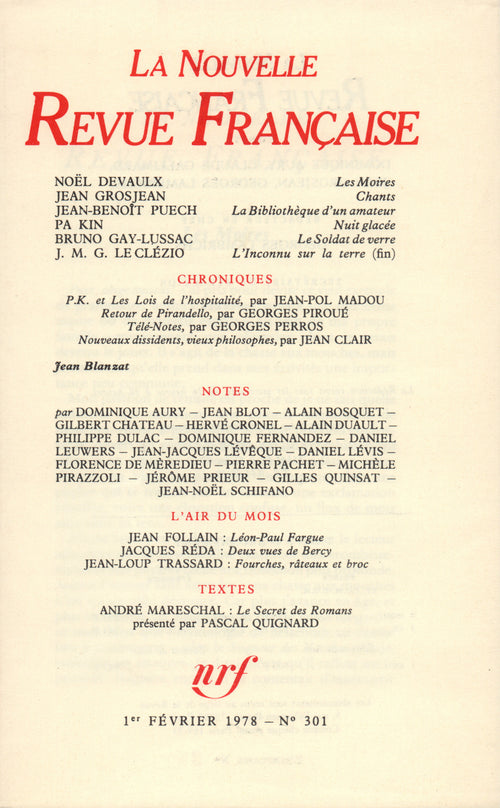 LA NOUVELLE
REVUE FRANÇAISE
NOËL DEVAULX Les Moires
JEAN GROSJEAN Chants
JEAN-BENOÎT PUECH La Bibliothèque d'un amateur
PA KIN Nuit glacée
BRUNO GAY-LUSSAC Le Soldat de verre
J. M. G. LE CLÉZIO L'Inconnu sur la terre (fin)
CHRONIQUES
P.K. et Les Lois de l'hospitalité, par JEAN-POL MADOU
Retour de Pirandello, par GEORGES PIROUÉ
Télé-Notes, par GEORGES PERROS
Nouveaux dissidents, vieux philosophes, par JEAN CLAIR
Jean Blanzat
NOTES
par DOMINIQUE AURY – JEAN BLOT – ALAIN BOSQUET –
GILBERT CHATEAU – HERVÉ CRONEL – ALAIN DUAULT –
PHILIPPE DULAC – DOMINIQUE FERNANDEZ – DANIEL
LEUWERS – JEAN-JACQUES LÉVÊQUE – DANIEL LÉVIS –
FLORENCE DE MÈREDIEU – PIERRE PACHET – MICHÈLE
PIRAZZOLI – JÉRÔME PRIEUR – GILLES QUINSAT –
JEAN-NOËL SCHIFANO
L'AIR DU MOIS
JEAN FOLLAIN : Léon-Paul Fargue
JACQUES RÉDA : Deux vues de Bercy
JEAN-LOUP TRASSARD : Fourches, râteaux et broc
TEXTES
ANDRÉ MARESCHAL : Le Secret des Romans
présenté par PASCAL QUIGNARD
nrf
1er FÉVRIER 1978 – N° 301